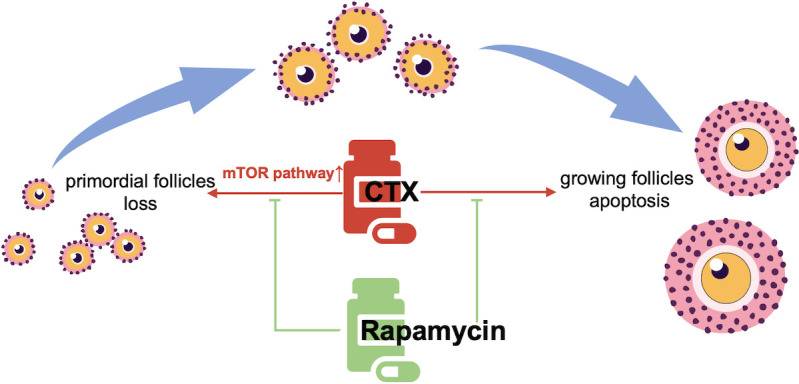 mTOR pathway↑
primordial follicles
loss
CTX
growing follicles
apoptosis
Rapamycin